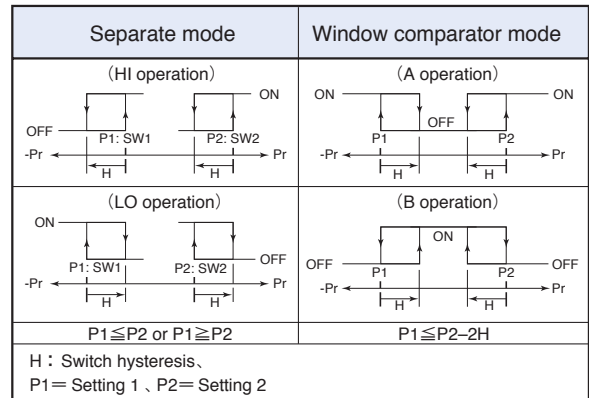 Separate mode
Window comparator mode
(HI operation)
ON
OFF
P1: SW1
P2: SW2
-Pr
Pr
H
H
(A operation)
ON
ON
OFF
P1
P2
-Pr
Pr
H
H
(LO operation)
ON
P1: SW1
P2: SW2
OFF
-Pr
Pr
H
H
(B operation)
ON
OFF
P1
P2
OFF
-Pr
Pr
H
H
P1≦P2 or P1≧P2
P1≦P2–2H
H：Switch hysteresis、
P1＝Setting 1、P2＝Setting 2